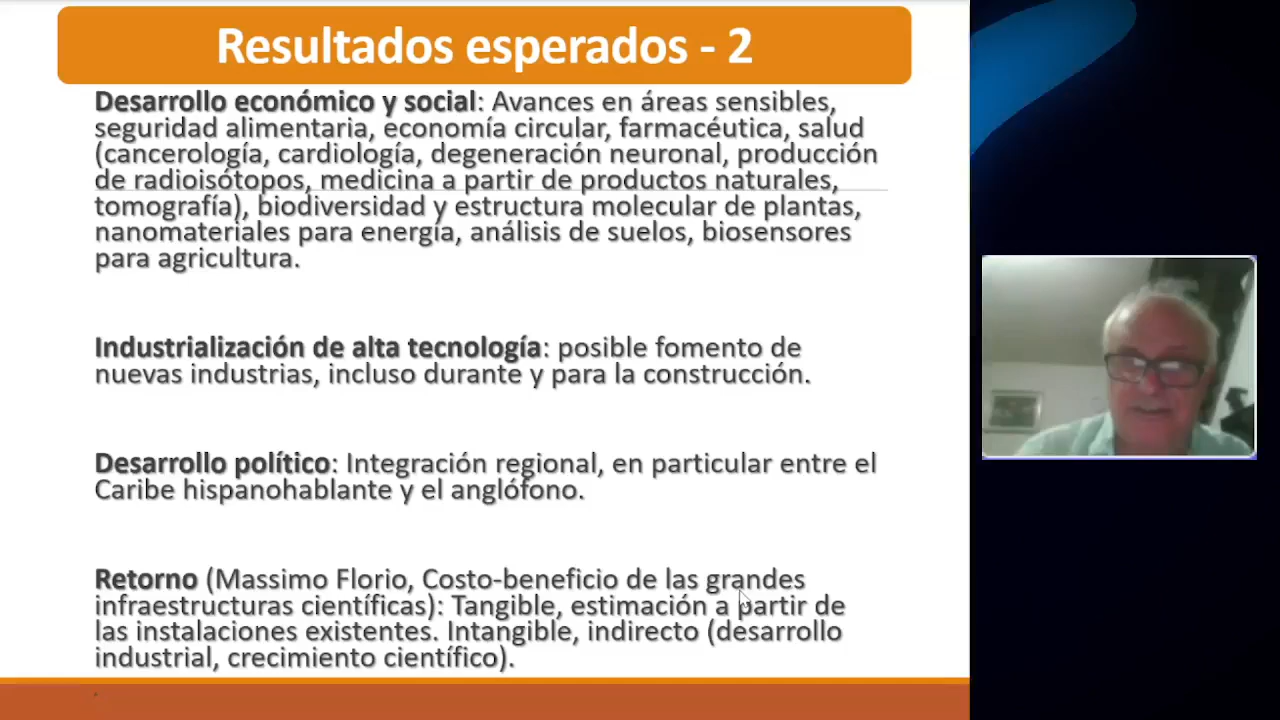 Resultados esperados - 2
Desarrollo económico y social: Avances en áreas sensibles,
seguridad alimentaria, economía circular, farmacéutica, salud
(cancerología, cardiología, degeneración neuronal, producción
de radioisótopos, medicina a partir de productos naturales,
tomografía), biodiversidad y estructura molecular de plantas,
nanomateriales para energía, análisis de suelos, biosensores
para agricultura.
Industrialización de alta tecnología: posible fomento de
nuevas industrias, incluso durante y para la construcción.
Desarrollo político: Integración regional, en particular entre el
Caribe hispanohablante y el anglófono.
Retorno (Massimo Florio, Costo-beneficio de las grandes
infraestructuras científicas): Tangible, estimación a partir de
las instalaciones existentes. Intangible, indirecto (desarrollo
industrial, crecimiento científico).